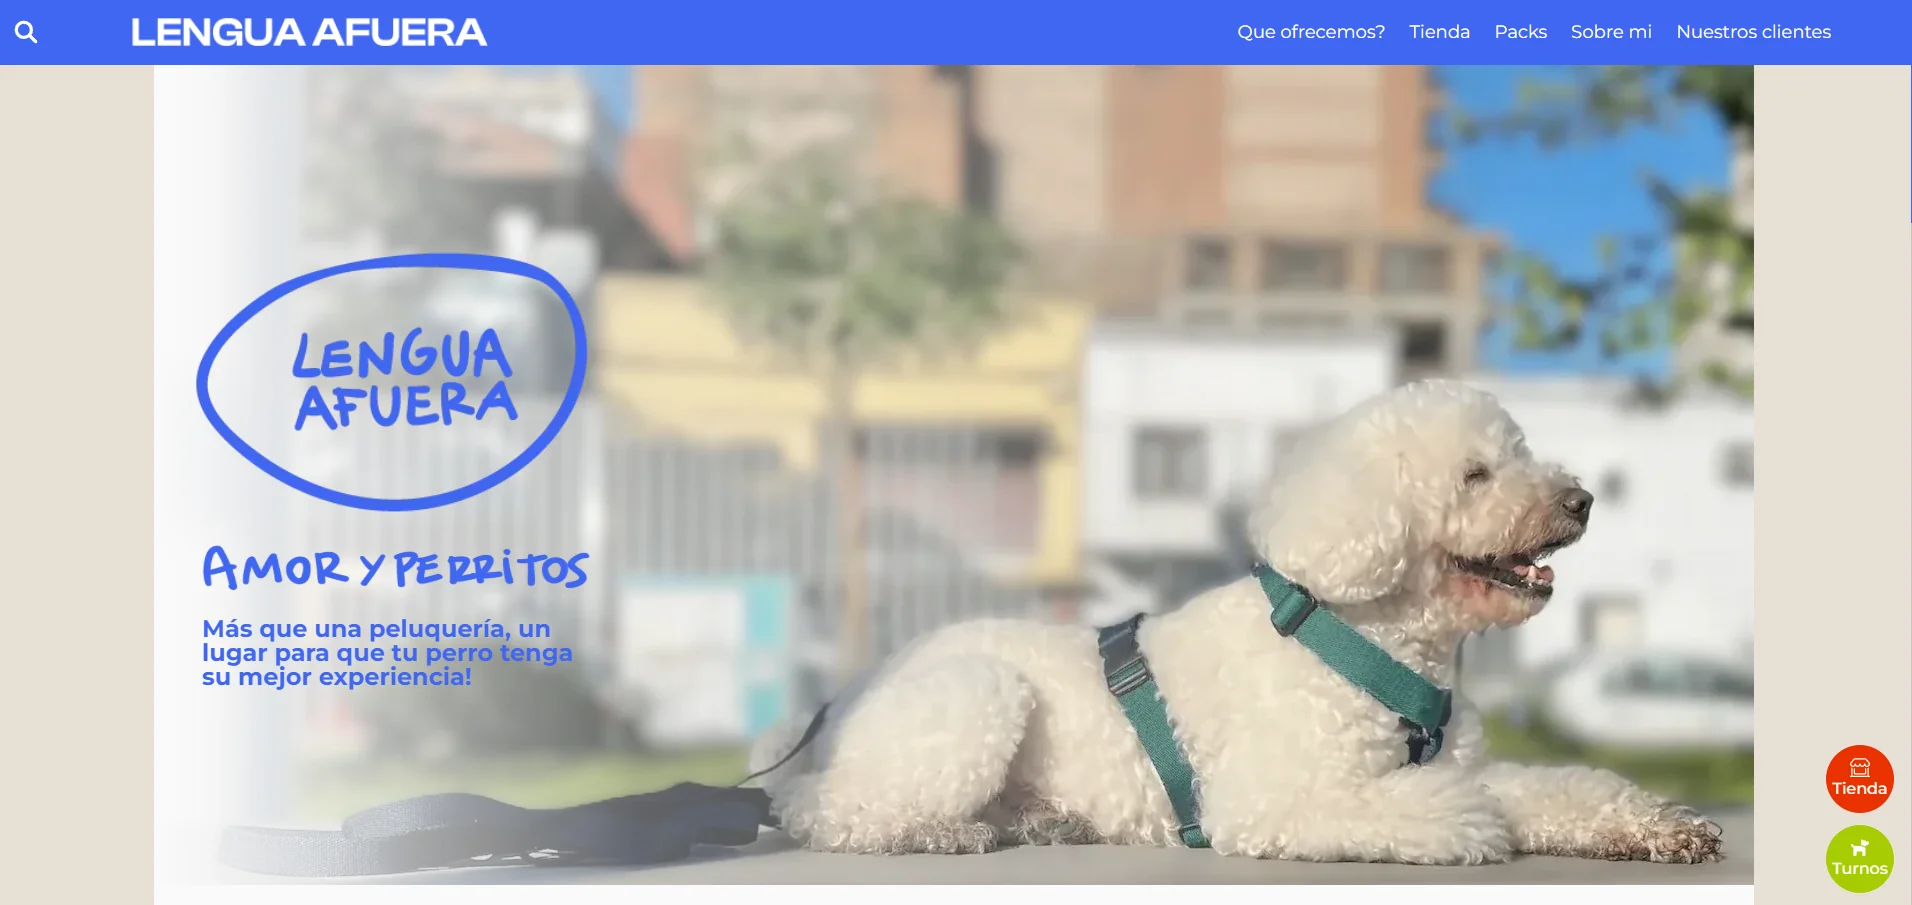 LENGUA AFUERA
Que ofrecemos? Tienda Packs Sobre mi Nuestros clientes
LENGUA
AFUERA
AMOR Y PERRITOS
Más que una peluquería, un
lugar para que tu perro tenga
su mejor experiencia!
Tienda
Turnos